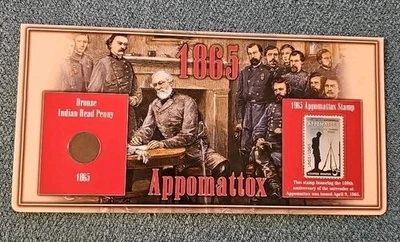 1865
Bronze
Indian Head Penny
1865
Appomattox
1965 Appomattox Stamp
This stamp honoring the 100th
anniversary of the surrender at
Appomattox was issued April 9, 1965.